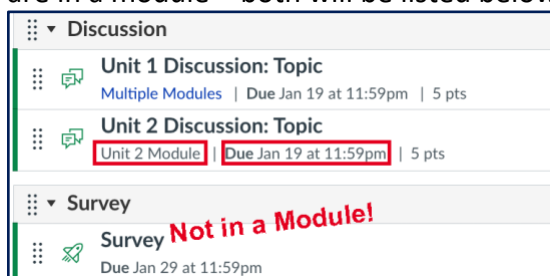 are in a module – both will be listed below
Discussion
Unit 1 Discussion: Topic
Multiple Modules | Due Jan 19 at 11:59pm | 5 pts
Unit 2 Discussion: Topic
Unit 2 Module | Due Jan 19 at 11:59pm | 5 pts
Survey
Not in a Module!
Survey
Due Jan 29 at 11:59pm